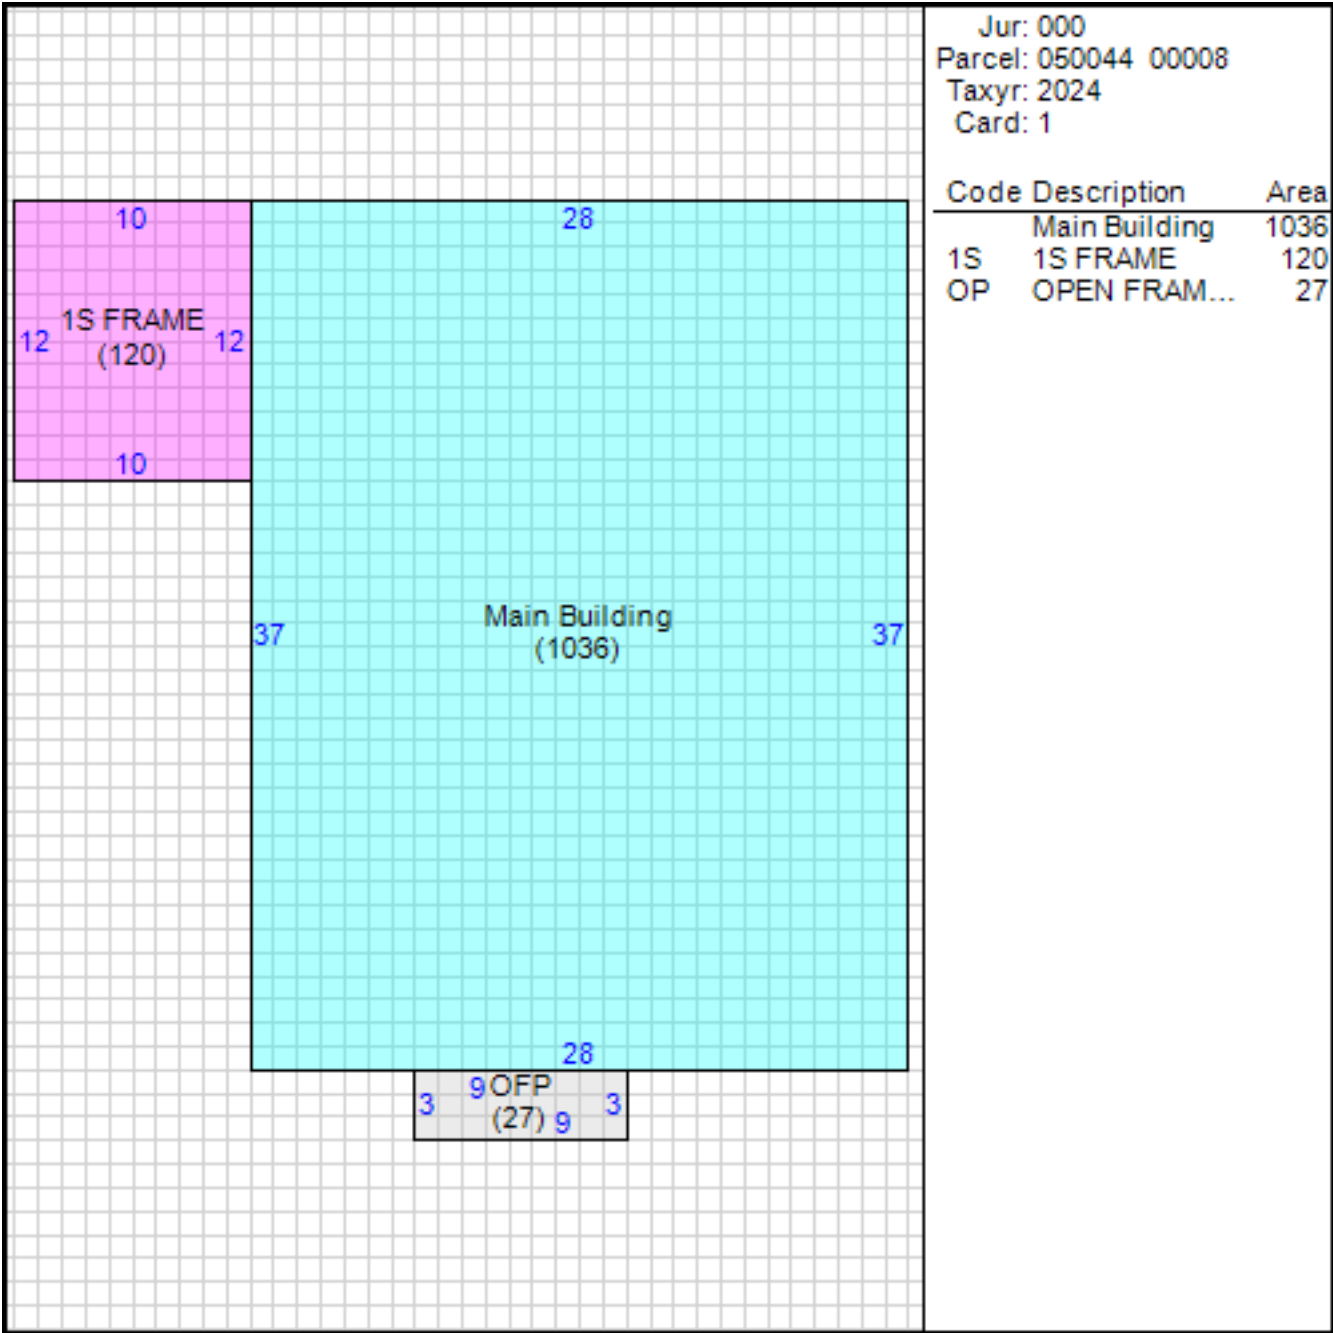 Jur: 000
Parcel: 050044 00008
Taxyr: 2024
Card: 1
Code Description Area
Main Building 1036
1S 1S FRAME 120
OP OPEN FRAM... 27
10
28
1S FRAME
12 12
(120)
10
Main Building
37 37
(1036)
28
9 OFP
3 3
(27) 9